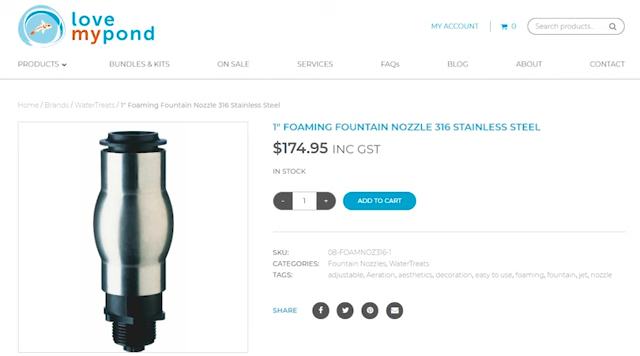 love
mypond
MY ACCOUNT
0
Search products..
PRODUCTS
BUNDLES & KITS
ON SALE
SERVICES
FAQs
BLOG
ABOUT
CONTACT
Home / Brands / WaterTreats / 1" Foaming Fountain Nozzle 316 Stainless Steel
1" FOAMING FOUNTAIN NOZZLE 316 STAINLESS STEEL
$174.95 INC GST
IN STOCK
- 1 +
ADD TO CART
SKU: 08-FOAMNOZ316-1
CATEGORIES: Fountain Nozzles, WaterTreats
TAGS: adjustable, Aeration, aesthetics, decoration, easy to use, foaming, fountain, jet, nozzle
SHARE